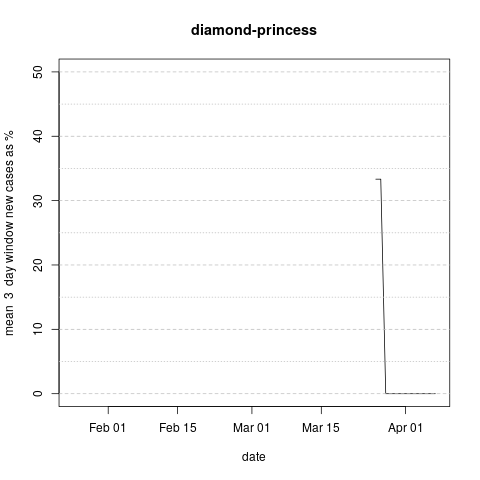 diamond-princess
mean  3  day window new cases as %
50
40
30
20
10
0
Feb 01 Feb 15 Mar 01 Mar 15 Apr 01
date